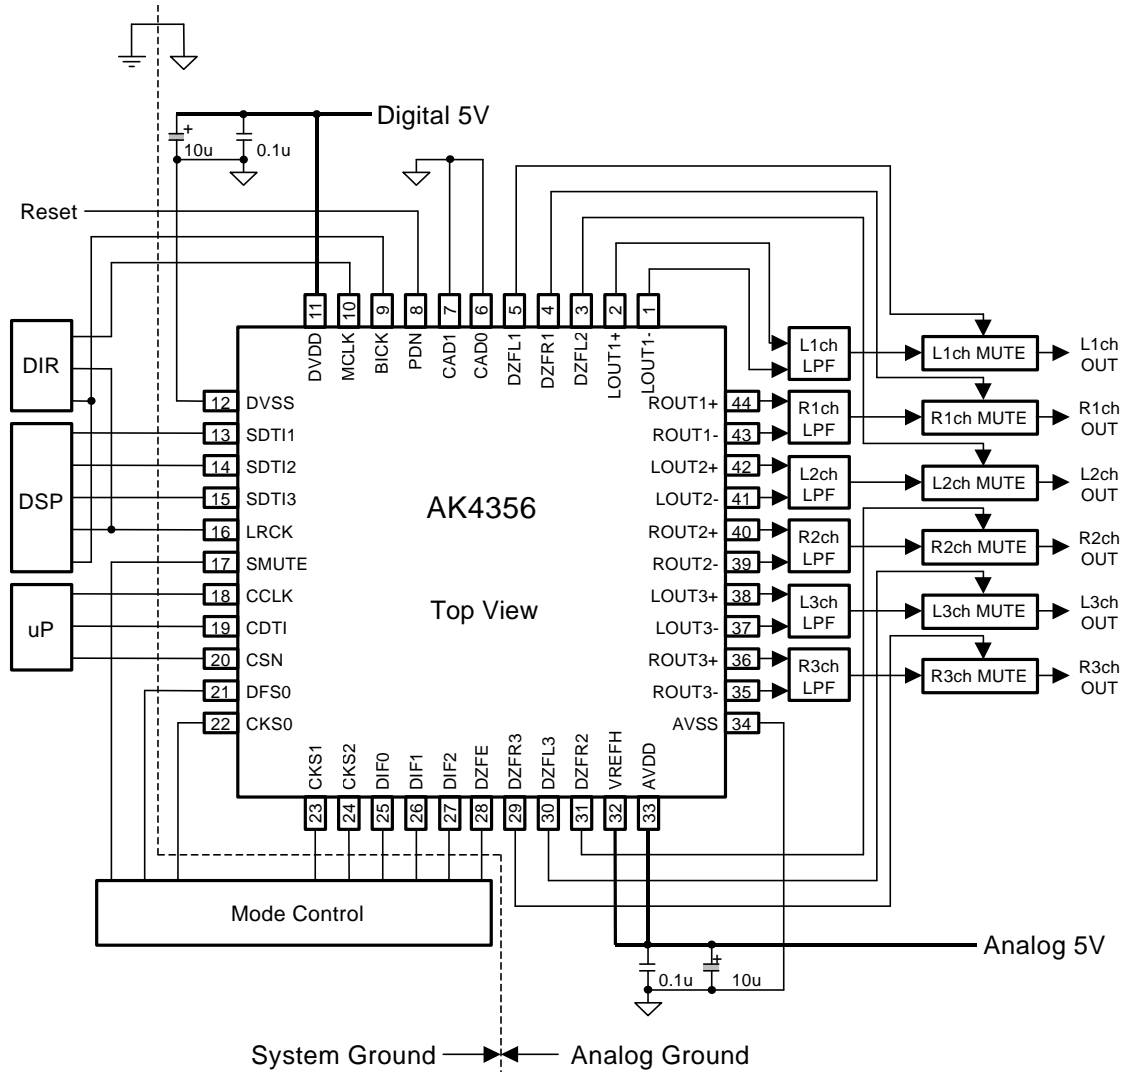 Digital 5V
+
10u
0.1u
Reset
11
10
9
8
7
6
5
4
3
2
1
DVDD
MCLK
BICK
PDN
CAD1
CAD0
DZFL1
DZFR1
DZFL2
LOUT1+
LOUT1-
DIR
DSP
uP
12 DVSS
13 SDTI1
14 SDTI2
15 SDTI3
16 LRCK
17 SMUTE
18 CCLK
19 CDTI
20 CSN
21 DFS0
22 CKS0
AK4356
Top View
ROUT1+ 44
ROUT1- 43
LOUT2+ 42
LOUT2- 41
ROUT2+ 40
ROUT2- 39
LOUT3+ 38
LOUT3- 37
ROUT3+ 36
ROUT3- 35
AVSS 34
CKS1
CKS2
DIF0
DIF1
DIF2
DZFE
DZFR3
DZFL3
DZFR2
VREFH
AVDD
23
24
25
26
27
28
29
30
31
32
33
L1ch
LPF
R1ch
LPF
L2ch
LPF
R2ch
LPF
L3ch
LPF
R3ch
LPF
L1ch MUTE
R1ch MUTE
L2ch MUTE
R2ch MUTE
L3ch MUTE
R3ch MUTE
L1ch
OUT
R1ch
OUT
L2ch
OUT
R2ch
OUT
L3ch
OUT
R3ch
OUT
Mode Control
Analog 5V
0.1u
+
10u
System Ground
Analog Ground